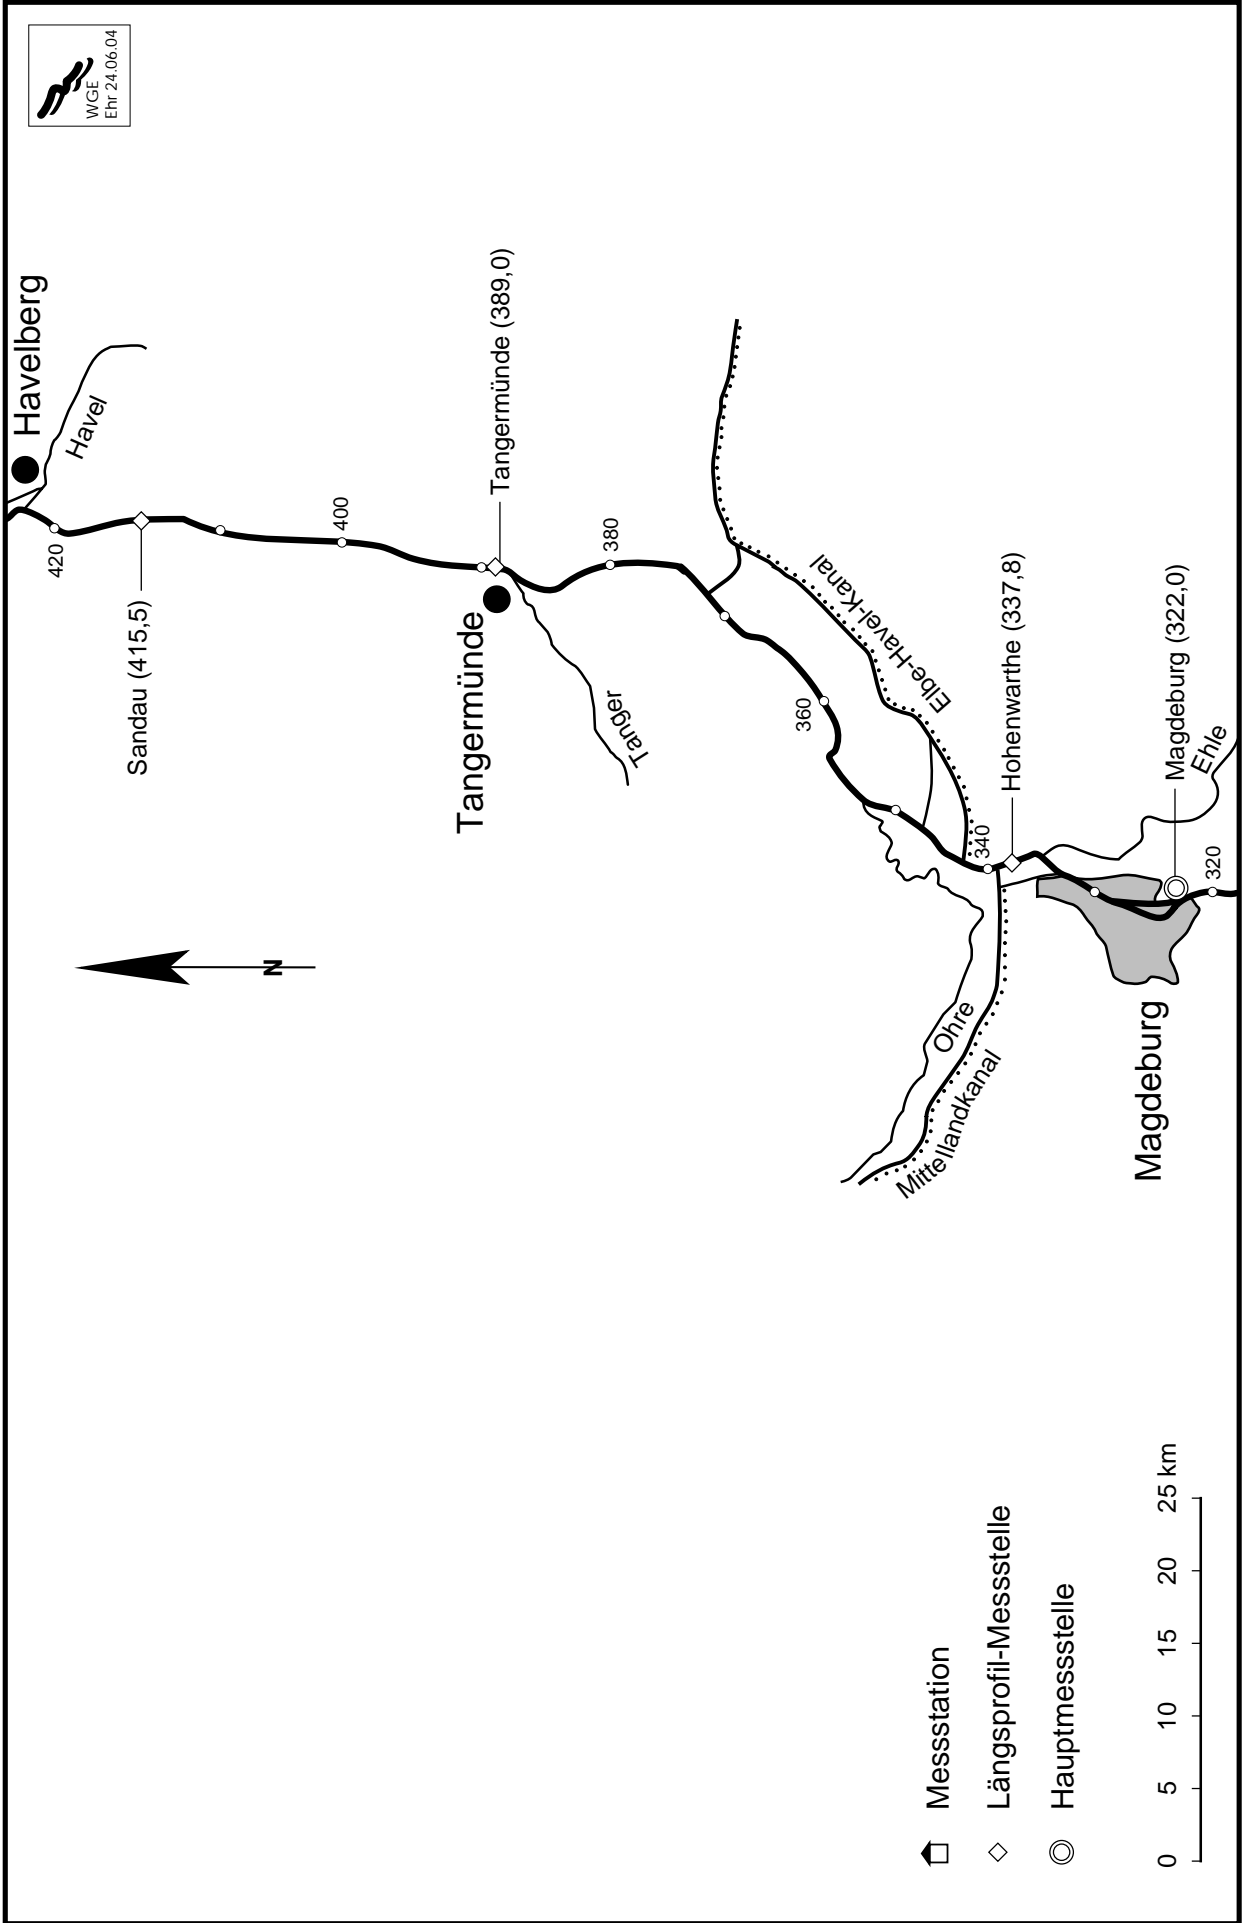 WGE
Ehr 24.06.04
Havelberg
Havel
420
Sandau (415,5)
400
Tangermünde (389,0)
Tangermünde
Tanger
380
360
Elbe-Havel-Kanal
340
Hohenwarthe (337,8)
Magdeburg (322,0)
Ehle
320
N
Ohre
Mittellandkanal
Magdeburg
Messstation
Längsprofil-Messstelle
Hauptmessstelle
0 5 10 15 20 25 km